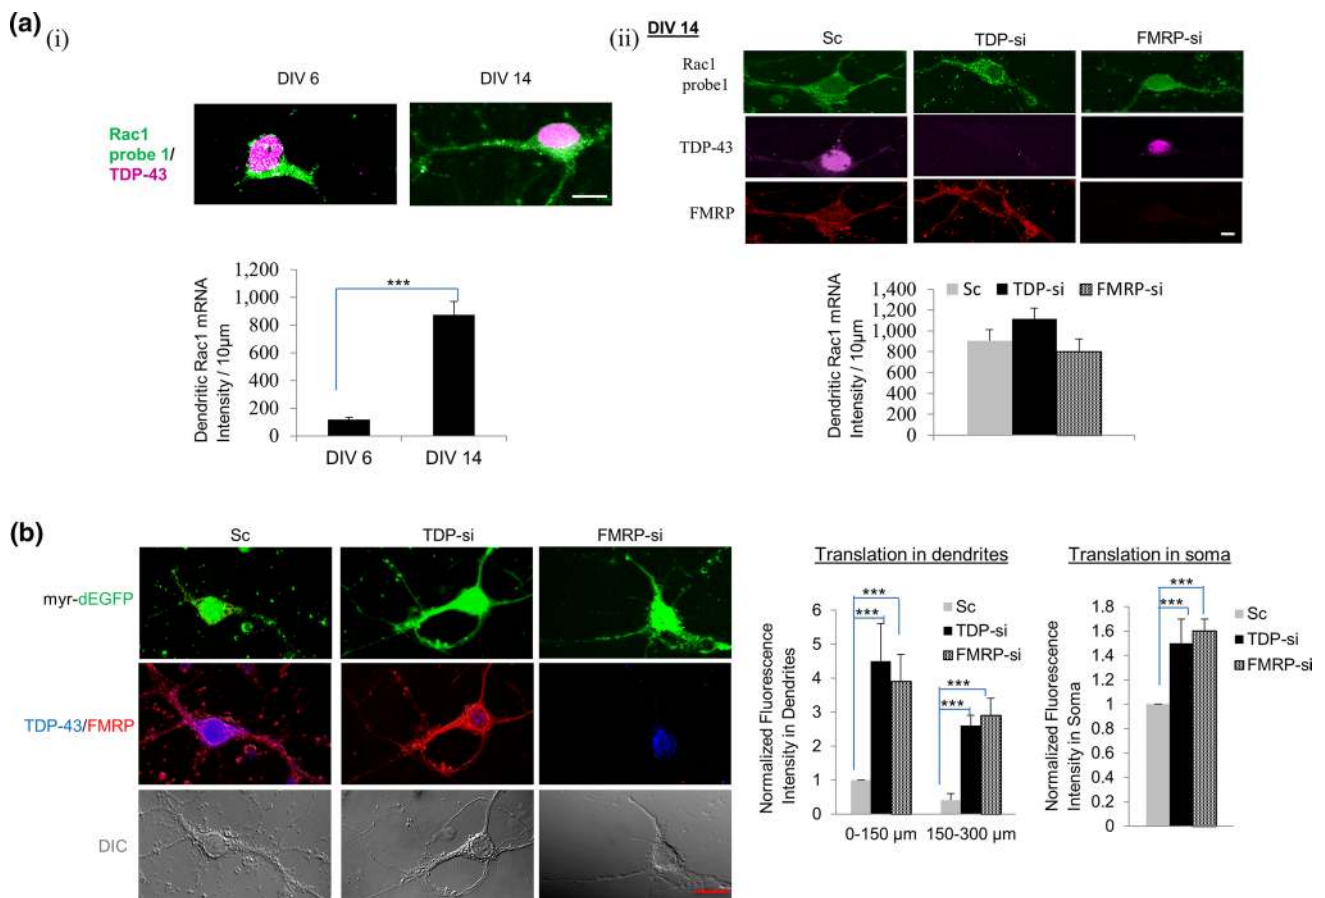 (a) (i)
DIV 6 DIV 14
Rac1
probe 1/
TDP-43
Dendritic Rac1 mRNA
Intensity / 10µm
1,200
1,000
800
600
400
200
0
***
DIV 6 DIV 14
(ii) DIV 14
Sc TDP-si FMRP-si
Rac1
probe1
TDP-43
FMRP
Dendritic Rac1 mRNA
Intensity / 10µm
1,400
1,200
1,000
800
600
400
200
0
Sc TDP-si FMRP-si
(b)
Sc TDP-si FMRP-si
myr-dEGFP
TDP-43/FMRP
DIC
Translation in dendrites
Normalized Fluorescence
Intensity in Dendrites
6
5
4
3
2
1
0
Sc
TDP-si
FMRP-si
***
***
***
***
0-150 µm 150-300 µm
Translation in soma
Normalized Fluorescence
Intensity in Soma
1.8
1.6
1.4
1.2
1
0.8
0.6
0.4
0.2
0
***
***
Sc
TDP-si
FMRP-si